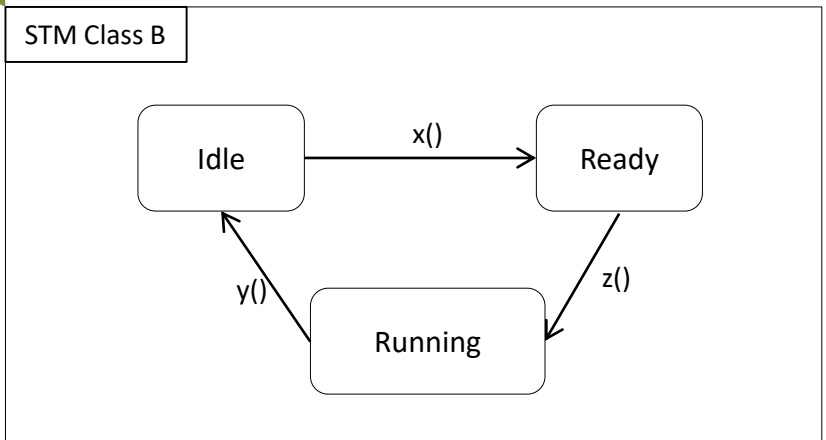 STM Class B
x()
Idle
Ready
y()
z()
Running